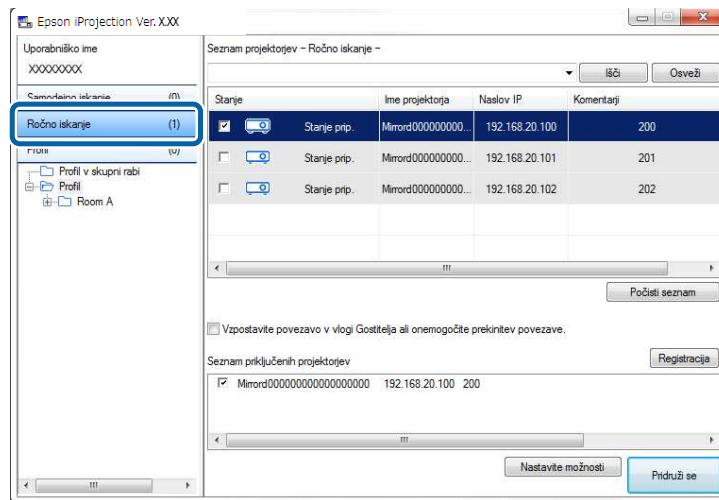 Epson iProjection Ver. X.XX
Uporabniško ime
XXXXXXXX
Samodejno iskanje (0)
Ročno iskanje (1)
Profil (0)
Profil v skupni rabi
Profil
Room A
Seznam projektorjev – Ročno iskanje –
Išči
Osveži
Stanje Ime projektorja Naslov IP Komentarji
Stanje prip. Mirrord000000000... 192.168.20.100 200
Stanje prip. Mirrord000000000... 192.168.20.101 201
Stanje prip. Mirrord000000000... 192.168.20.102 202
Počisti seznam
Vzpostavite povezavo v vlogi Gostitelja ali onemogočite prekinitev povezave.
Seznam priključenih projektorjev
Registracija
Mirrord000000000000000000 192.168.20.100 200
Nastavite možnosti
Pridruži se